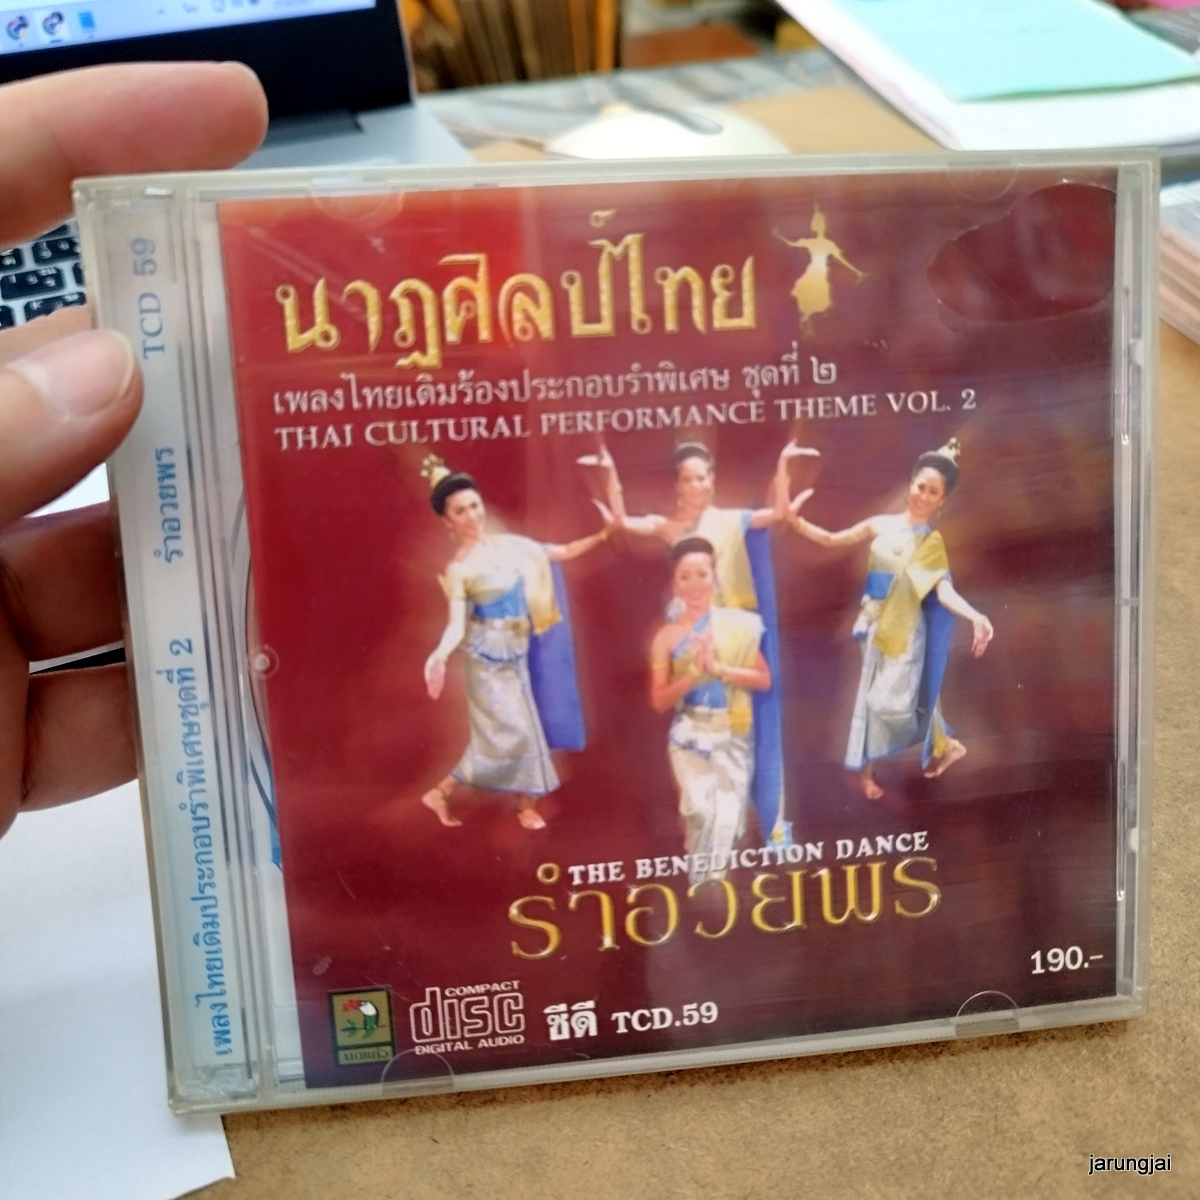 นาฏศิลป์ไทย
เพลงไทยเดิมร้องประกอบรำพิเศษ ชุดที่ ๒
THAI CULTURAL PERFORMANCE THEME VOL. 2
THE BENEDICTION DANCE
รำอวยพร
190.-
COMPACT
disc
DIGITAL AUDIO
ซีดี TCD.59
นกแก้ว
เพลงไทยเดิมประกอบรำพิเศษชุดที่ 2 รำอวยพร TCD 59
jarungjai